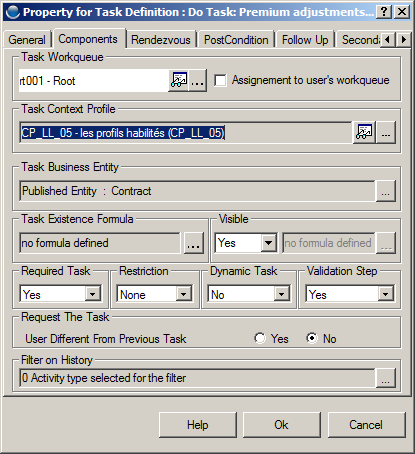 Property for Task Definition : Do Task: Premium adjustments...
General Components Rendezvous PostCondition Follow Up Seconda
Task Workqueue
rt001 - Root ... Assignement to user's workqueue
Task Context Profile
CP_LL_05 - les profils habilités (CP_LL_05) ...
Task Business Entity
Published Entity : Contract ...
Task Existence Formula Visible
no formula defined ... Yes no formula defined ...
Required Task Restriction Dynamic Task Validation Step
Yes None No Yes
Request The Task
User Different From Previous Task Yes No
Filter on History
0 Activity type selected for the filter ...
Help Ok Cancel